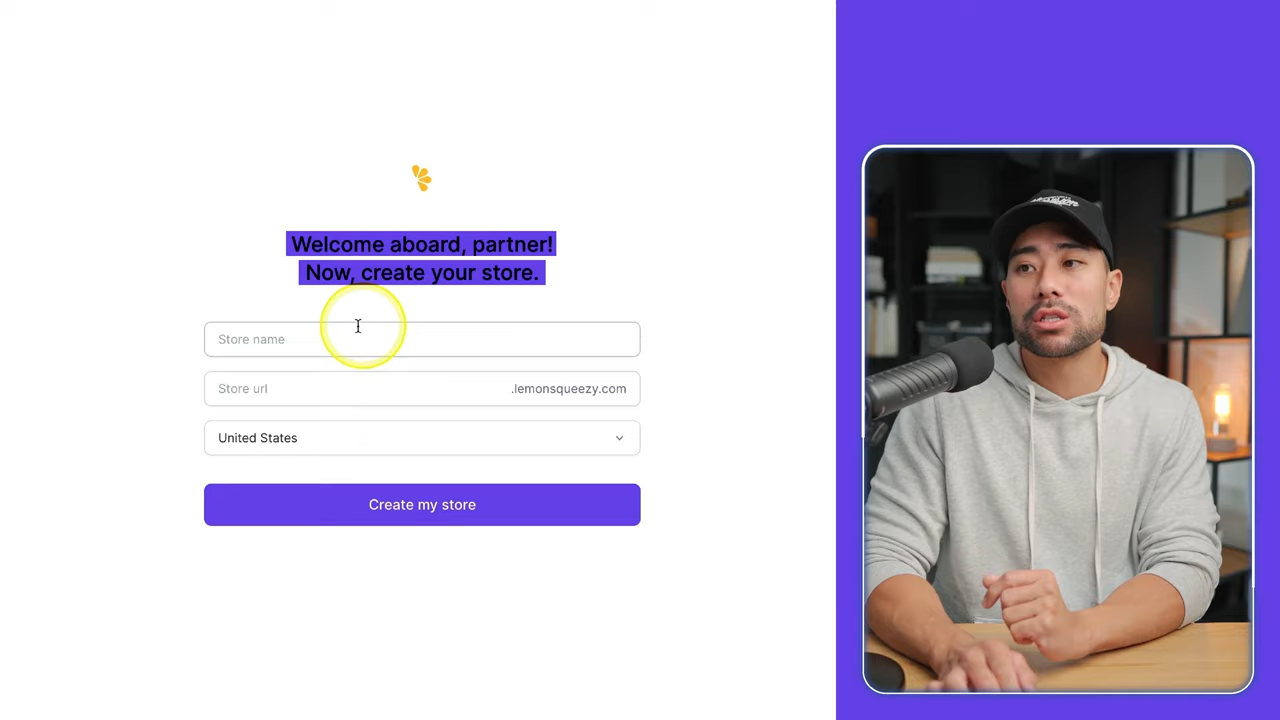 Welcome aboard, partner!
Now, create your store.
Store name
Store url
.lemonsqueezy.com
United States
Create my store